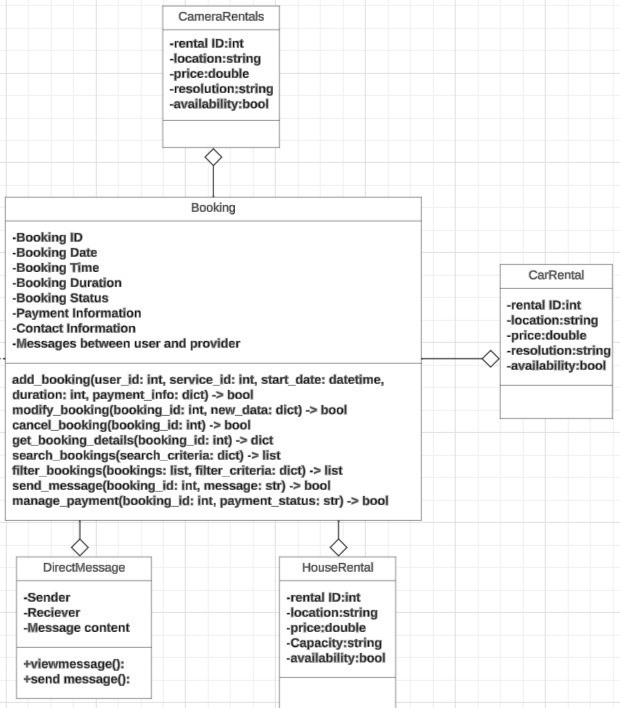 CameraRentals
-rental ID:int
-location:string
-price:double
-resolution:string
-availability:bool
Booking
-Booking ID
-Booking Date
-Booking Time
-Booking Duration
-Booking Status
-Payment Information
-Contact Information
-Messages between user and provider
add_booking(user_id: int, service_id: int, start_date: datetime,
duration: int, payment_info: dict) -> bool
modify_booking(booking_id: int, new_data: dict) -> bool
cancel_booking(booking_id: int) -> bool
get_booking_details(booking_id: int) -> dict
search_bookings(search_criteria: dict) -> list
filter_bookings(bookings: list, filter_criteria: dict) -> list
send_message(booking_id: int, message: str) -> bool
manage_payment(booking_id: int, payment_status: str) -> bool
CarRental
-rental ID:int
-location:string
-price:double
-resolution:string
-availability:bool
DirectMessage
-Sender
-Reciever
-Message content
+viewmessage():
+send message():
HouseRental
-rental ID:int
-location:string
-price:double
-Capacity:string
-availability:bool